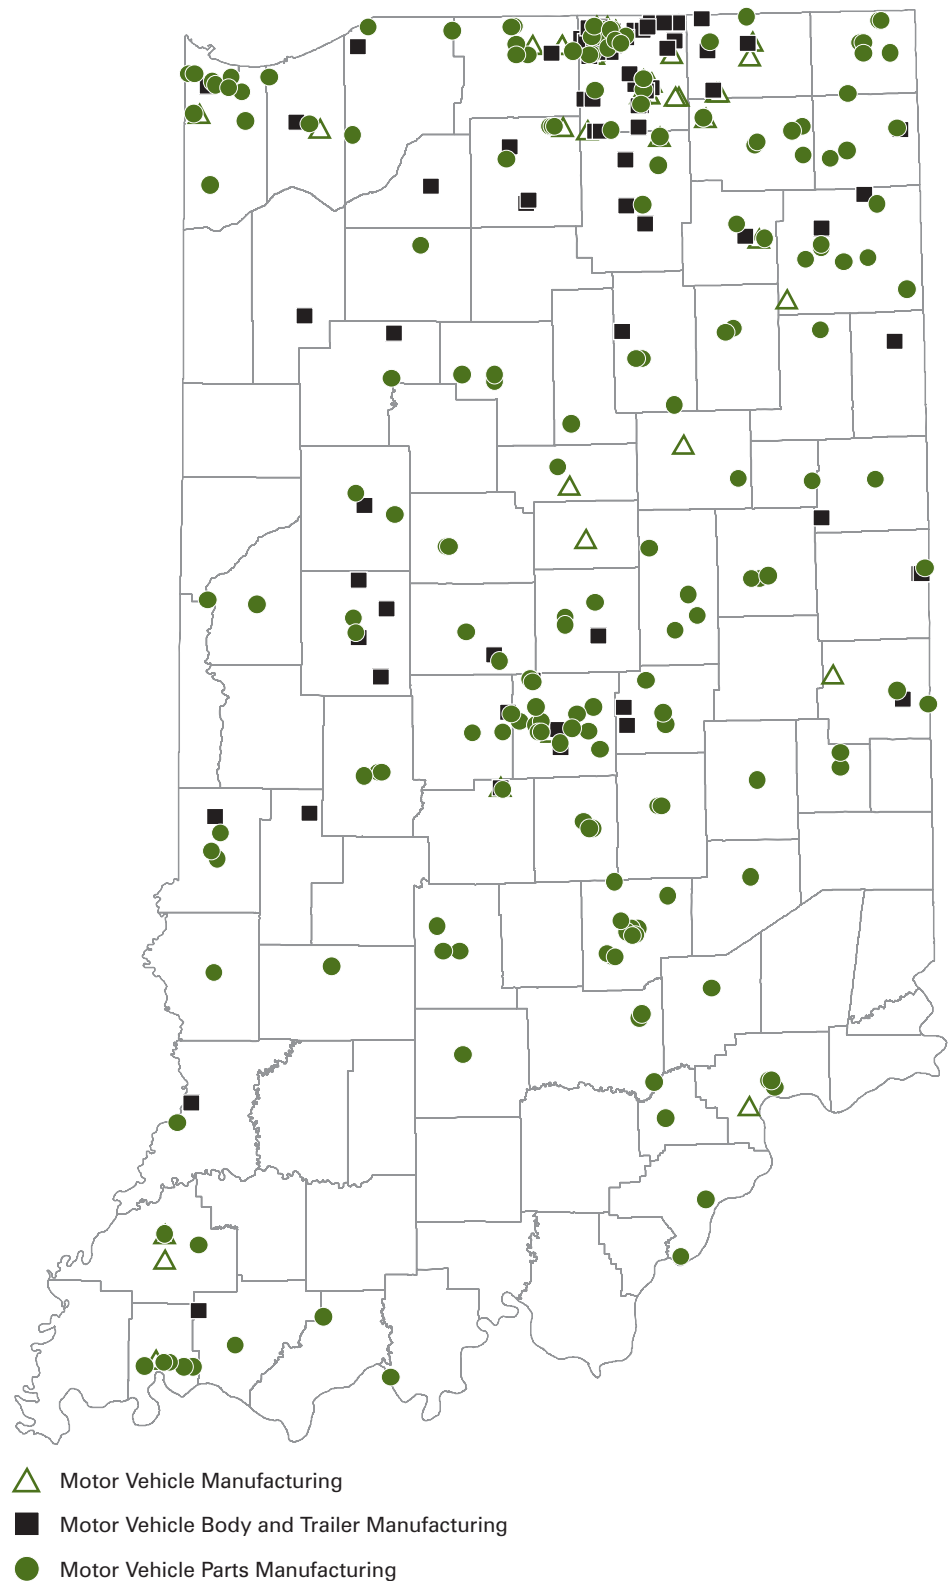 Motor Vehicle Manufacturing
Motor Vehicle Body and Trailer Manufacturing
Motor Vehicle Parts Manufacturing